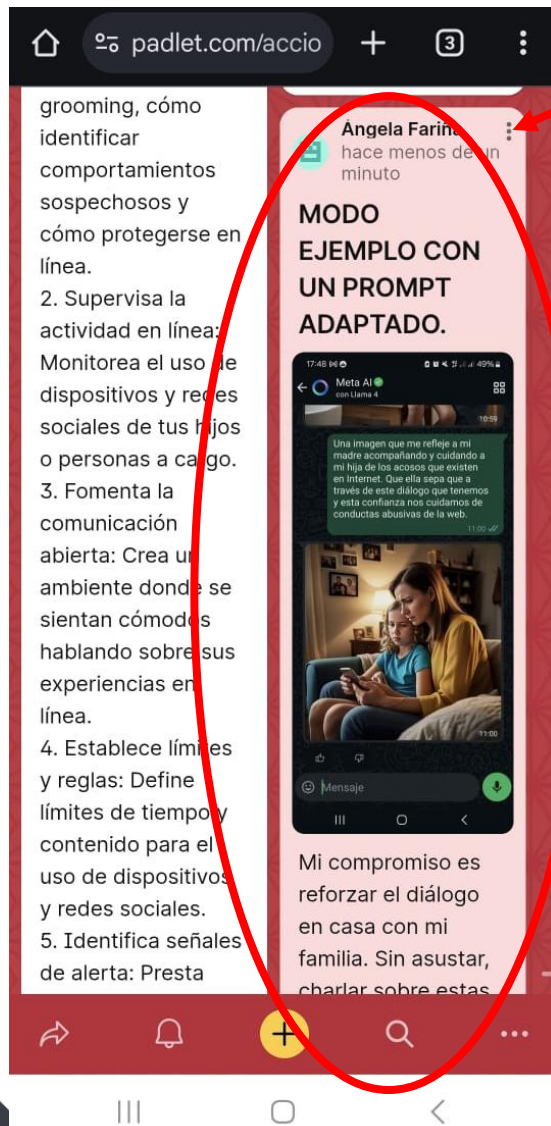 padlet.com/accio
3
grooming, cómo
identificar
comportamientos
sospechosos y
cómo protegerse en
línea.
2. Supervisa la
actividad en línea:
Monitorea el uso de
dispositivos y redes
sociales de tus hijos
o personas a cargo.
3. Fomenta la
comunicación
abierta: Crea un
ambiente donde se
sientan cómodos
hablando sobre sus
experiencias en
línea.
4. Establece límites
y reglas: Define
límites de tiempo y
contenido para el
uso de dispositivos
y redes sociales.
5. Identifica señales
de alerta: Presta
Ángela Fariña
hace menos de un
minuto
MODO
EJEMPLO CON
UN PROMPT
ADAPTADO.
17:48
49%
Meta AI
con Llama 4
10:59
Una imagen que me refleje a mi
madre acompañando y cuidando a
mi hija de los acosos que existen
en Internet. Que ella sepa que a
través de este diálogo que tenemos
y esta confianza nos cuidamos de
conductas abusivas de la web.
11:00
11:00
Mensaje
Mi compromiso es
reforzar el diálogo
en casa con mi
familia. Sin asustar,
charlar sobre estas